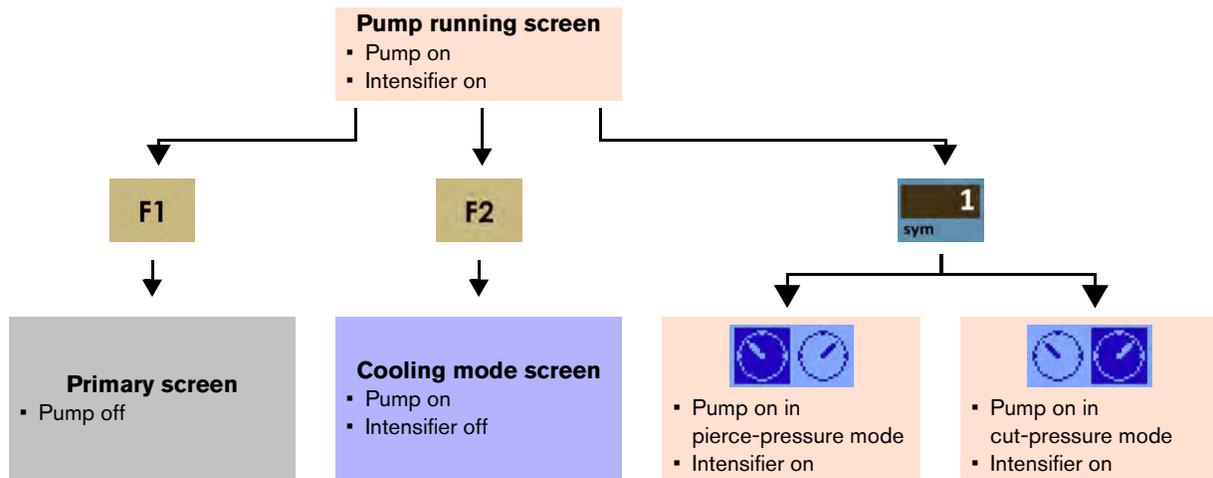 Pump running screen
▪ Pump on
▪ Intensifier on
F1
F2
1
sym
Primary screen
▪ Pump off
Cooling mode screen
▪ Pump on
▪ Intensifier off
▪ Pump on in
pierce-pressure mode
▪ Intensifier on
▪ Pump on in
cut-pressure mode
▪ Intensifier on